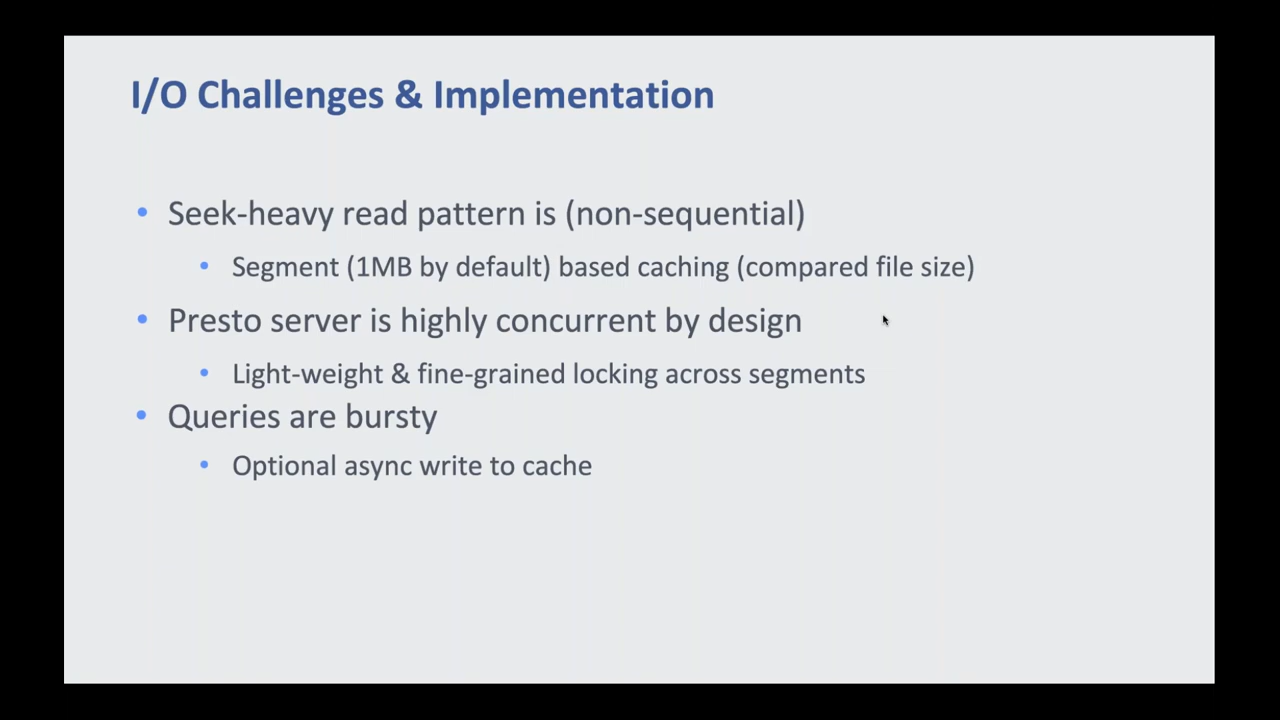 I/O Challenges & Implementation
• Seek-heavy read pattern is (non-sequential)
• Segment (1MB by default) based caching (compared file size)
• Presto server is highly concurrent by design
• Light-weight & fine-grained locking across segments
• Queries are bursty
• Optional async write to cache